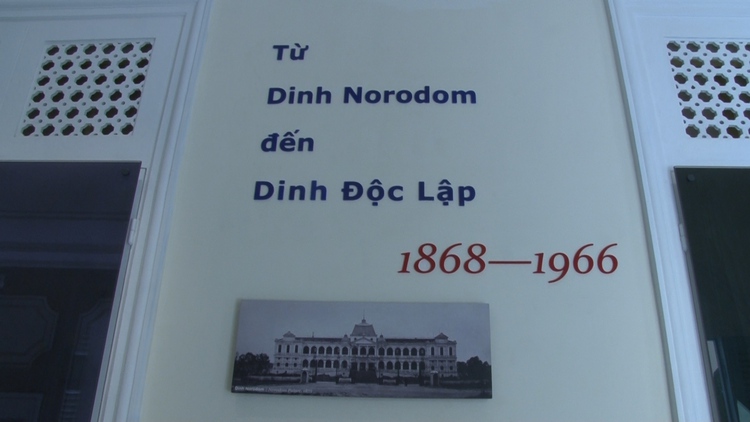 Từ
Dinh Norodom
đến
Dinh Độc Lập
1868—1966